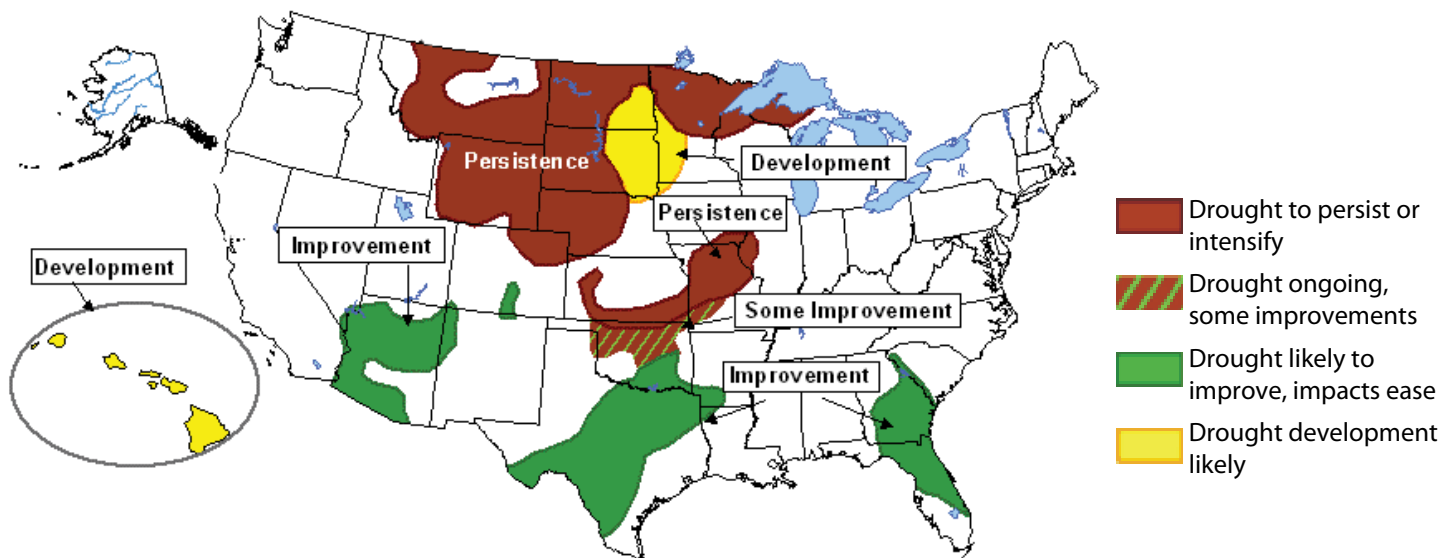 Persistence
Development
Persistence
Improvement
Development
Some Improvement
Improvement
Drought to persist or
intensify
Drought ongoing,
some improvements
Drought likely to
improve, impacts ease
Drought development
likely